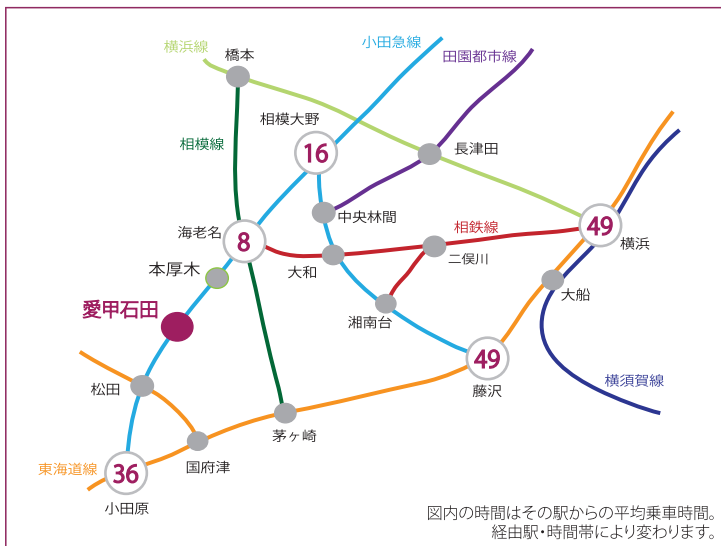 小田急線
横浜線
橋本
田園都市線
相模大野
相模線
16
長津田
中央林間
海老名
8
相鉄線
49
横浜
本厚木
大和
二俣川
大船
愛甲石田
湘南台
49
藤沢
横須賀線
松田
茅ヶ崎
国府津
東海道線
36
小田原
図内の時間はその駅からの平均乗車時間。
経由駅・時間帯により変わります。